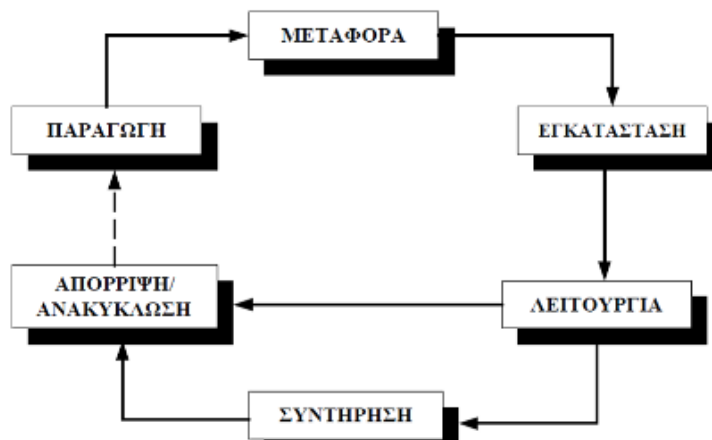 ΜΕΤΑΦΟΡΑ
ΠΑΡΑΓΩΓΗ
ΕΓΚΑΤΑΣΤΑΣΗ
ΑΠΟΡΡΙΨΗ/
ΑΝΑΚΥΚΛΩΣΗ
ΛΕΙΤΟΥΡΓΙΑ
ΣΥΝΤΗΡΗΣΗ